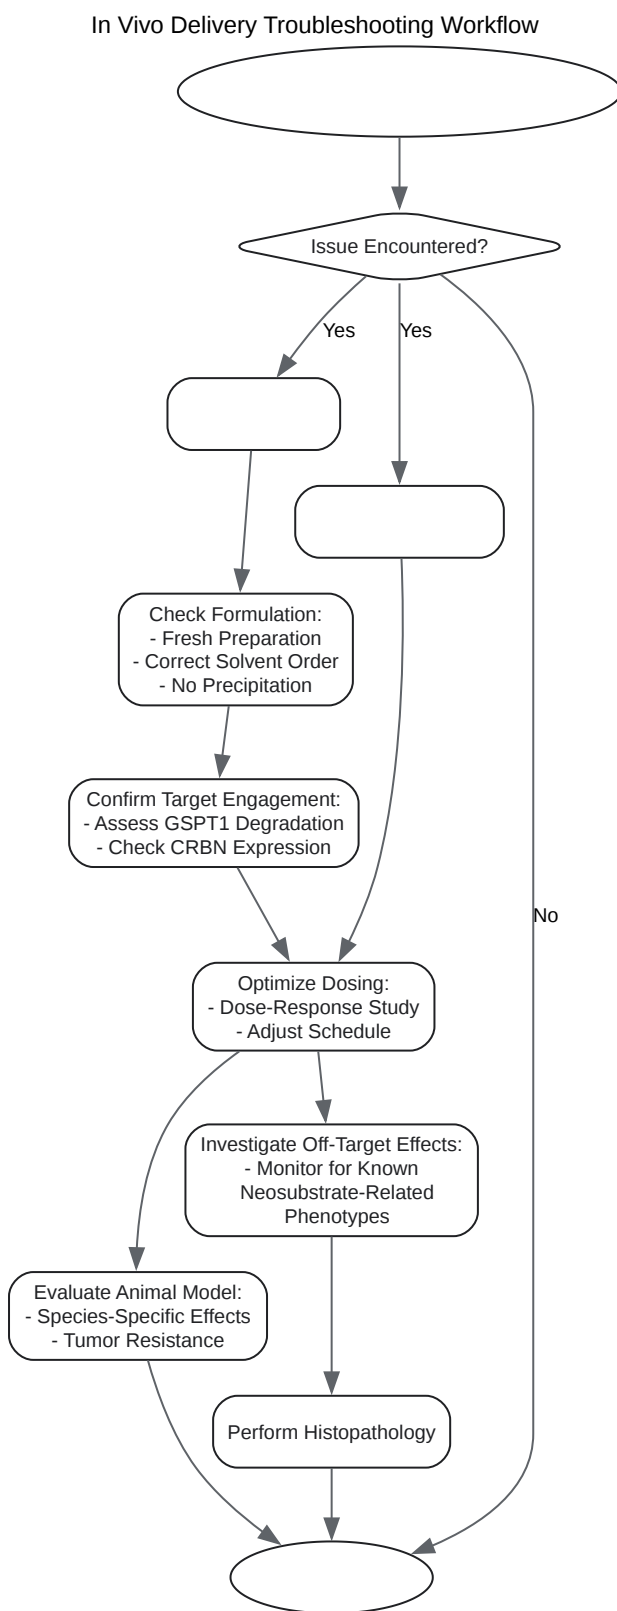 In Vivo Delivery Troubleshooting Workflow
Issue Encountered?
Yes
Yes
Check Formulation:
- Fresh Preparation
- Correct Solvent Order
- No Precipitation
Confirm Target Engagement:
- Assess GSPT1 Degradation
- Check CRBN Expression
No
Optimize Dosing:
- Dose-Response Study
- Adjust Schedule
Investigate Off-Target Effects:
- Monitor for Known
Neosubstrate-Related
Phenotypes
Evaluate Animal Model:
- Species-Specific Effects
- Tumor Resistance
Perform Histopathology